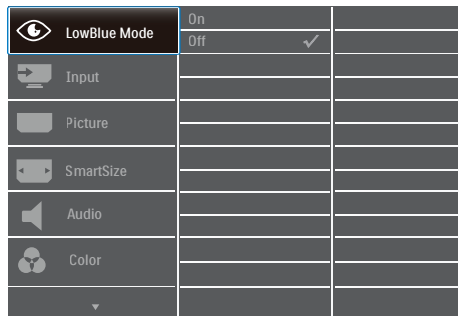 LowBlue Mode
On
Off
Input
Picture
SmartSize
Audio
Color